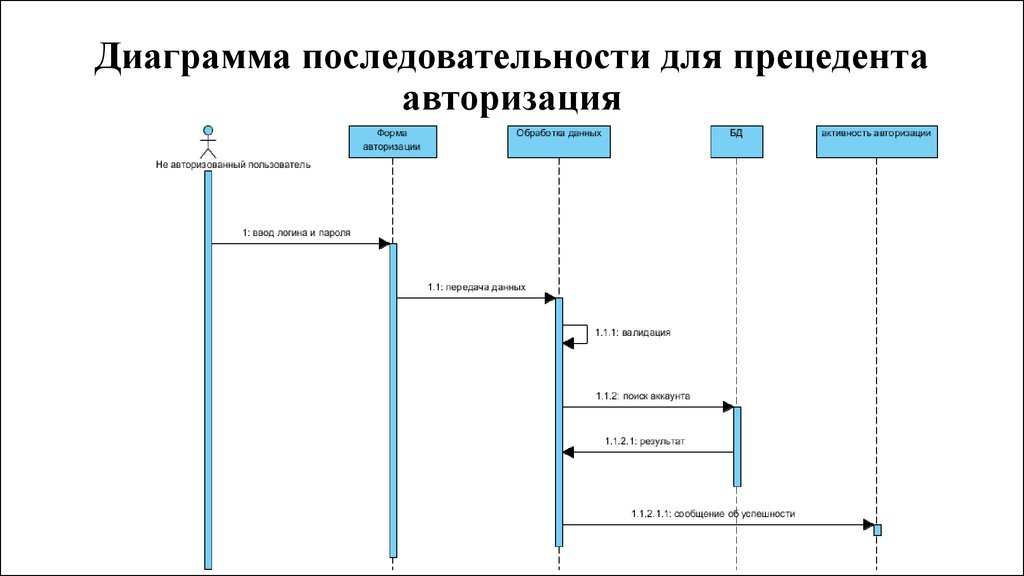 Диаграмма последовательности для прецедента
авторизация
Не авторизованный пользователь
Форма
авторизации
Обработка данных
БД
активность авторизации
1: ввод логина и пароля
1.1: передача данных
1.1.1: валидация
1.1.2: поиск аккаунта
1.1.2.1: результат
1.1.2.1.1: сообщение об успешности